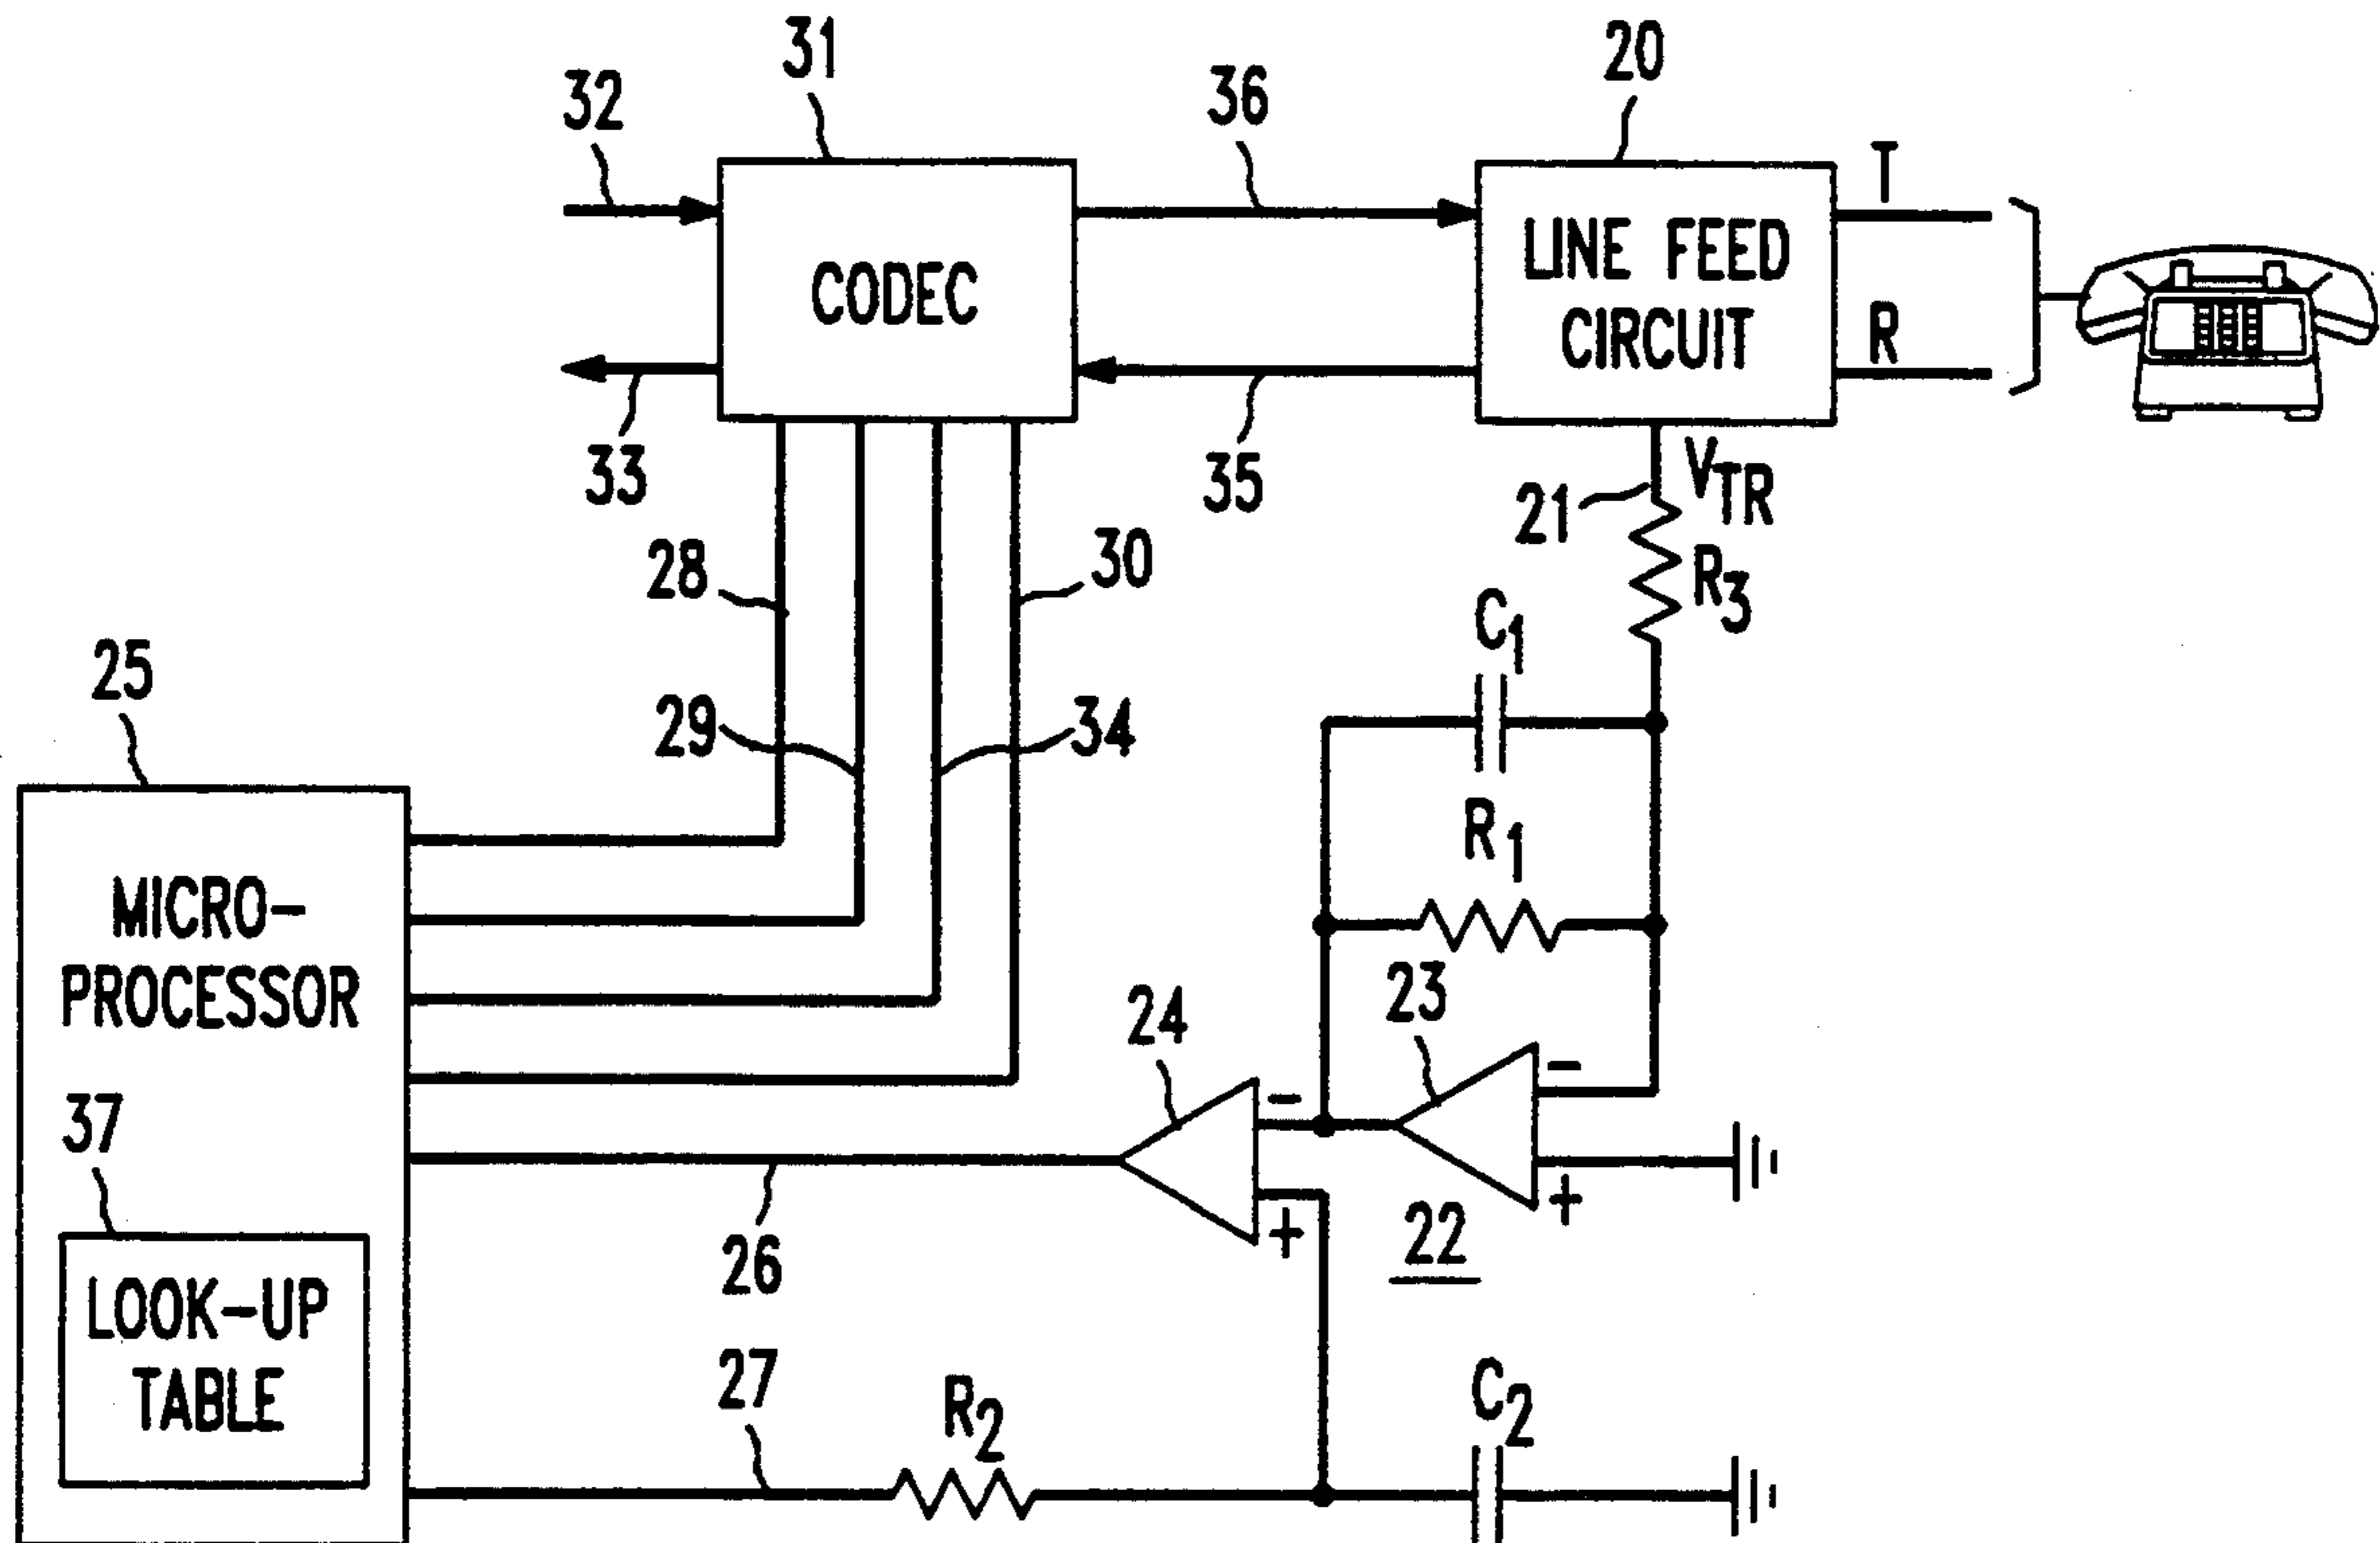 31
20
32
36
T
CODEC
LINE FEED
CIRCUIT
R
33
35
21
VTR
28
30
R3
C1
25
29
34
R1
MICRO-
PROCESSOR
24
23
-
-
37
+
+
22
26
LOOK-UP
TABLE
27
R2
C2